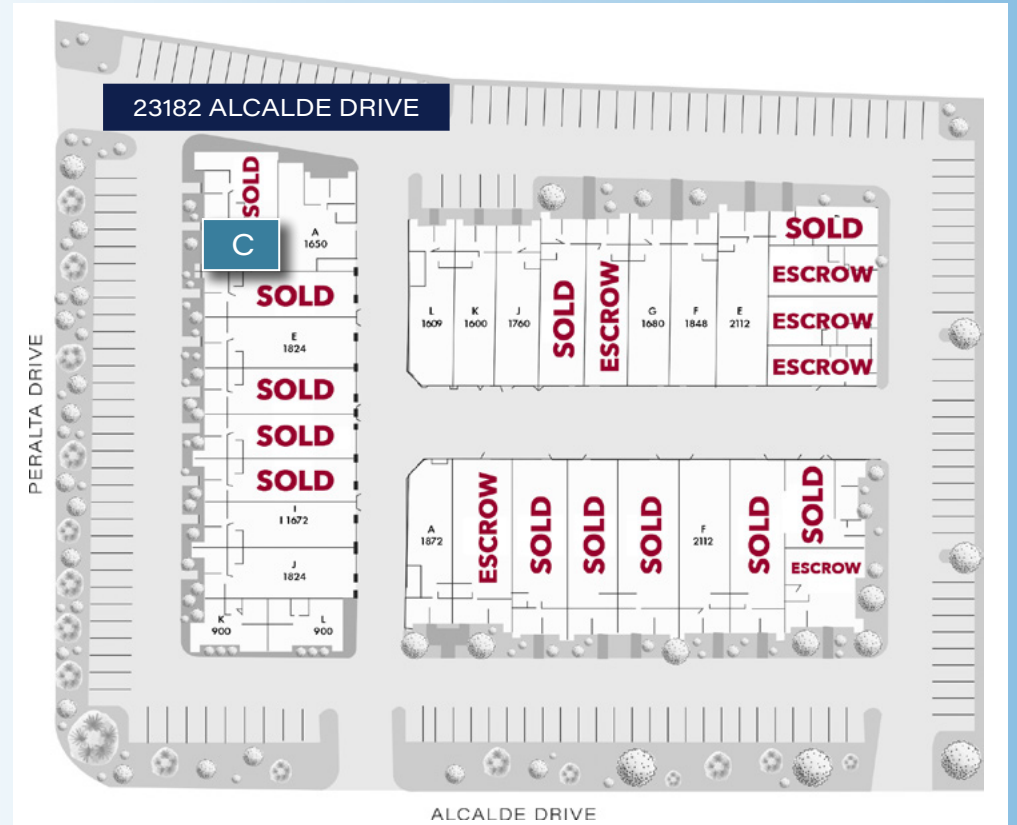 23182 ALCALDE DRIVE
SOLD
A
1650
C
SOLD
E
1824
SOLD
SOLD
SOLD
I
I 1672
J
1824
K
900
L
900
L
1609
K
1600
J
1760
SOLD
ESCROW
G
1680
F
1848
E
2112
SOLD
ESCROW
ESCROW
ESCROW
A
1872
ESCROW
SOLD
SOLD
SOLD
F
2112
SOLD
SOLD
ESCROW
PERALTA DRIVE
ALCALDE DRIVE